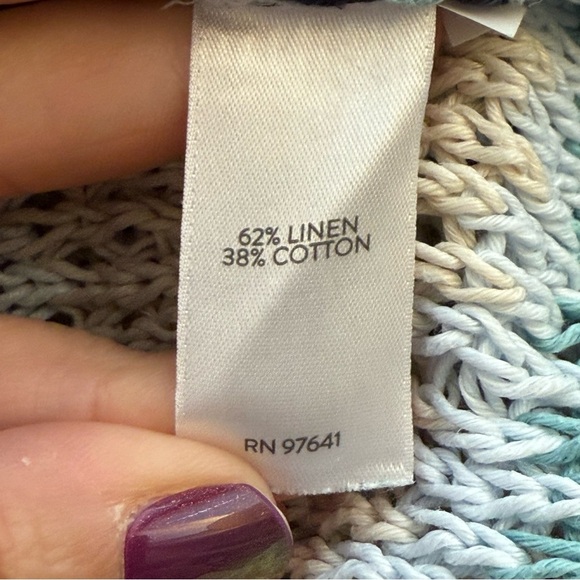 62% LINEN
38% COTTON
RN 97641